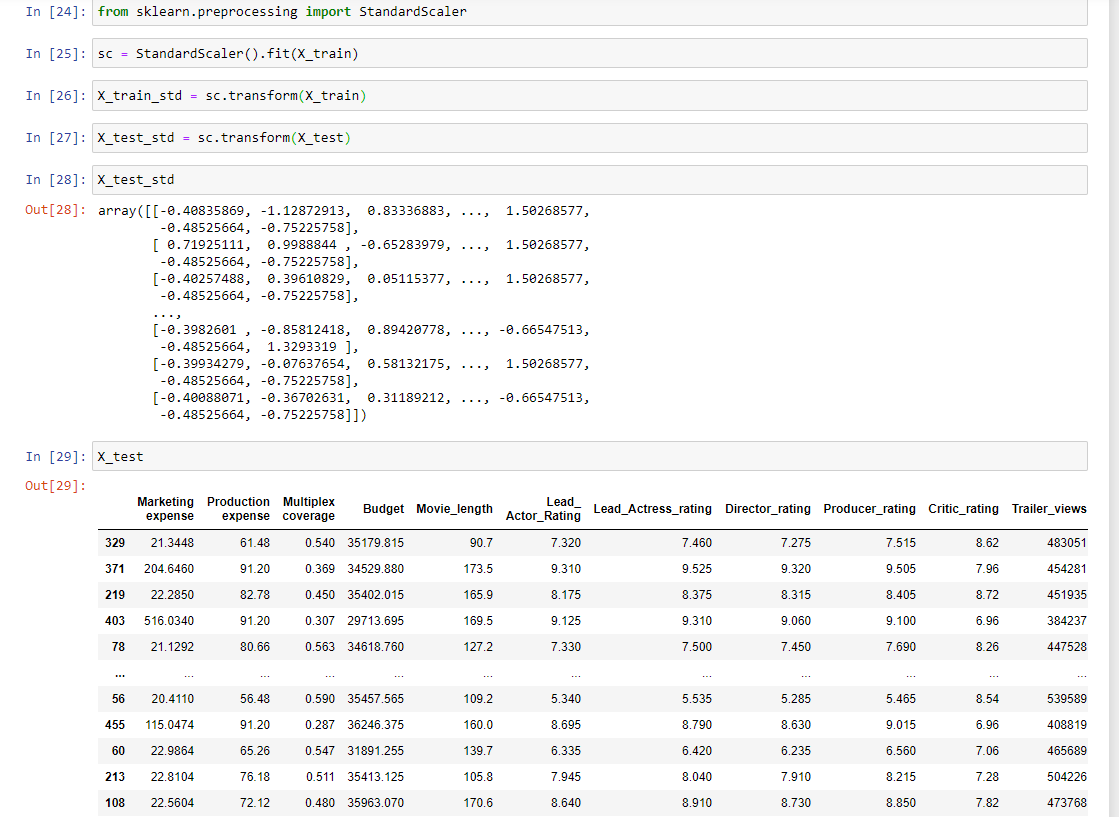 In [24]: from sklearn.preprocessing import StandardScaler
In [25]: sc = StandardScaler().fit(X_train)
In [26]: X_train_std = sc.transform(X_train)
In [27]: X_test_std = sc.transform(X_test)
In [28]: X_test_std
Out[28]: array([[-0.40835869, -1.12872913,  0.83336883, ...,  1.50268577,
-0.48525664, -0.75225758],
[ 0.71925111,  0.9988844 , -0.65283979, ...,  1.50268577,
-0.48525664, -0.75225758],
[-0.40257488,  0.39610829,  0.05115377, ...,  1.50268577,
-0.48525664, -0.75225758],
...,
[-0.3982601 , -0.85812418,  0.89420778, ..., -0.66547513,
-0.48525664,  1.3293319 ],
[-0.39934279, -0.07637654,  0.58132175, ...,  1.50268577,
-0.48525664, -0.75225758],
[-0.40088071, -0.36702631,  0.31189212, ..., -0.66547513,
-0.48525664, -0.75225758]])
In [29]: X_test
Out[29]:
Marketing Production Multiplex Lead_
expense expense coverage Budget Movie_length Actor_Rating Lead_Actress_rating Director_rating Producer_rating Critic_rating Trailer_views
329 21.3448 61.48 0.540 35179.815 90.7 7.320 7.460 7.275 7.515 8.62 483051
371 204.6460 91.20 0.369 34529.880 173.5 9.310 9.525 9.320 9.505 7.96 454281
219 22.2850 82.78 0.450 35402.015 165.9 8.175 8.375 8.315 8.405 8.72 451935
403 516.0340 91.20 0.307 29713.695 169.5 9.125 9.310 9.060 9.100 6.96 384237
78 21.1292 80.66 0.563 34618.760 127.2 7.330 7.500 7.450 7.690 8.26 447528
... ... ... ... ... ... ... ... ... ... ... ...
56 20.4110 56.48 0.590 35457.565 109.2 5.340 5.535 5.285 5.465 8.54 539589
455 115.0474 91.20 0.287 36246.375 160.0 8.695 8.790 8.630 9.015 6.96 408819
60 22.9864 65.26 0.547 31891.255 139.7 6.335 6.420 6.235 6.560 7.06 465689
213 22.8104 76.18 0.511 35413.125 105.8 7.945 8.040 7.910 8.215 7.28 504226
108 22.5604 72.12 0.480 35963.070 170.6 8.640 8.910 8.730 8.850 7.82 473768